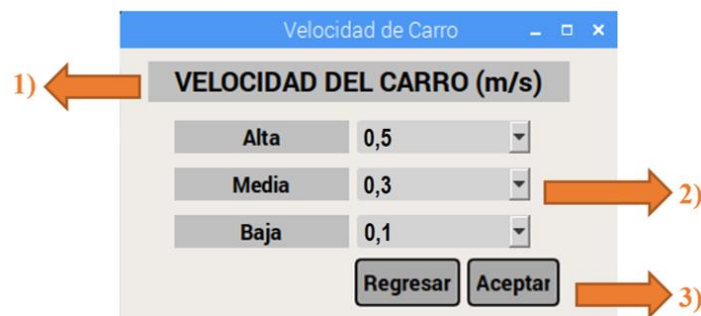 Velocidad de Carro
1) VELOCIDAD DEL CARRO (m/s)
Alta 0,5
Media 0,3
2)
Baja 0,1
Regresar Aceptar
3)